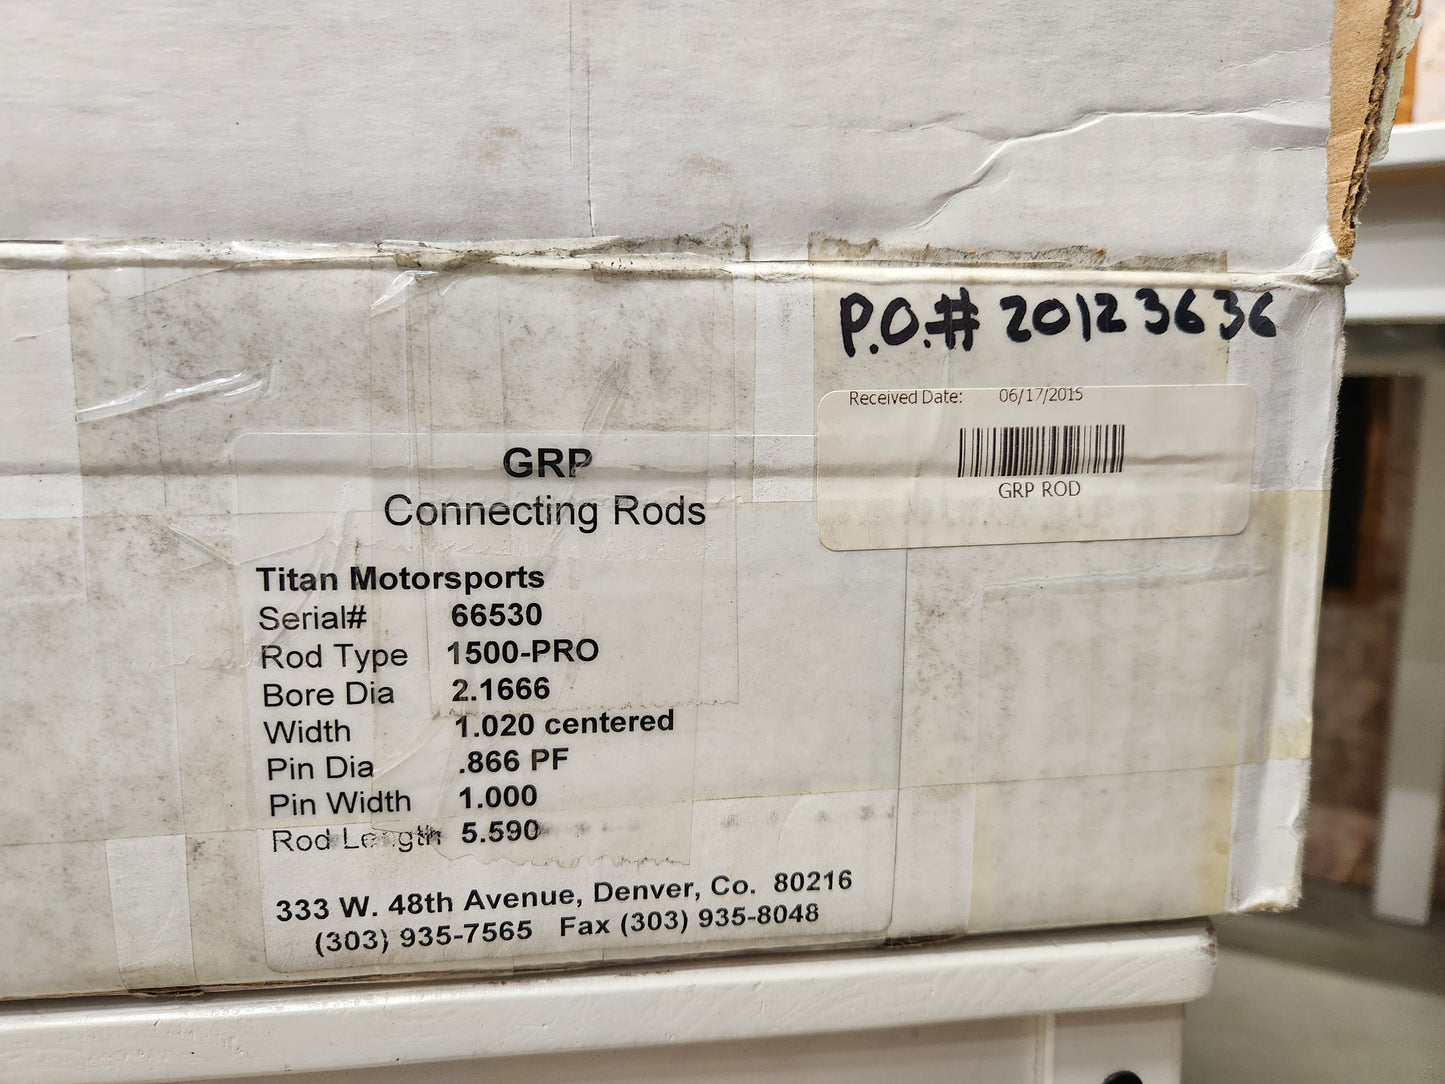 P.O.# 20123636
Received Date: 06/17/2015
GRP ROD
GRP
Connecting Rods
Titan Motorsports
Serial# 66530
Rod Type 1500-PRO
Bore Dia 2.1666
Width 1.020 centered
Pin Dia .866 PF
Pin Width 1.000
Rod Length 5.590
333 W. 48th Avenue, Denver, Co. 80216
(303) 935-7565 Fax (303) 935-8048